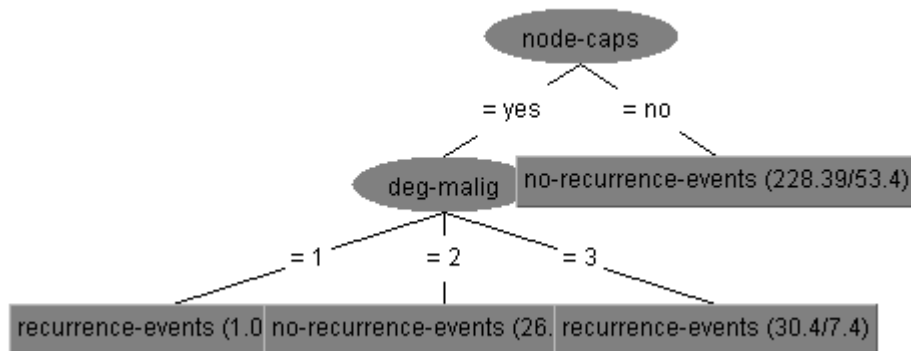 node-caps
= yes
= no
deg-malig
no-recurrence-events (228.39/53.4)
= 1
= 2
= 3
recurrence-events (1.0
no-recurrence-events (26.
recurrence-events (30.4/7.4)